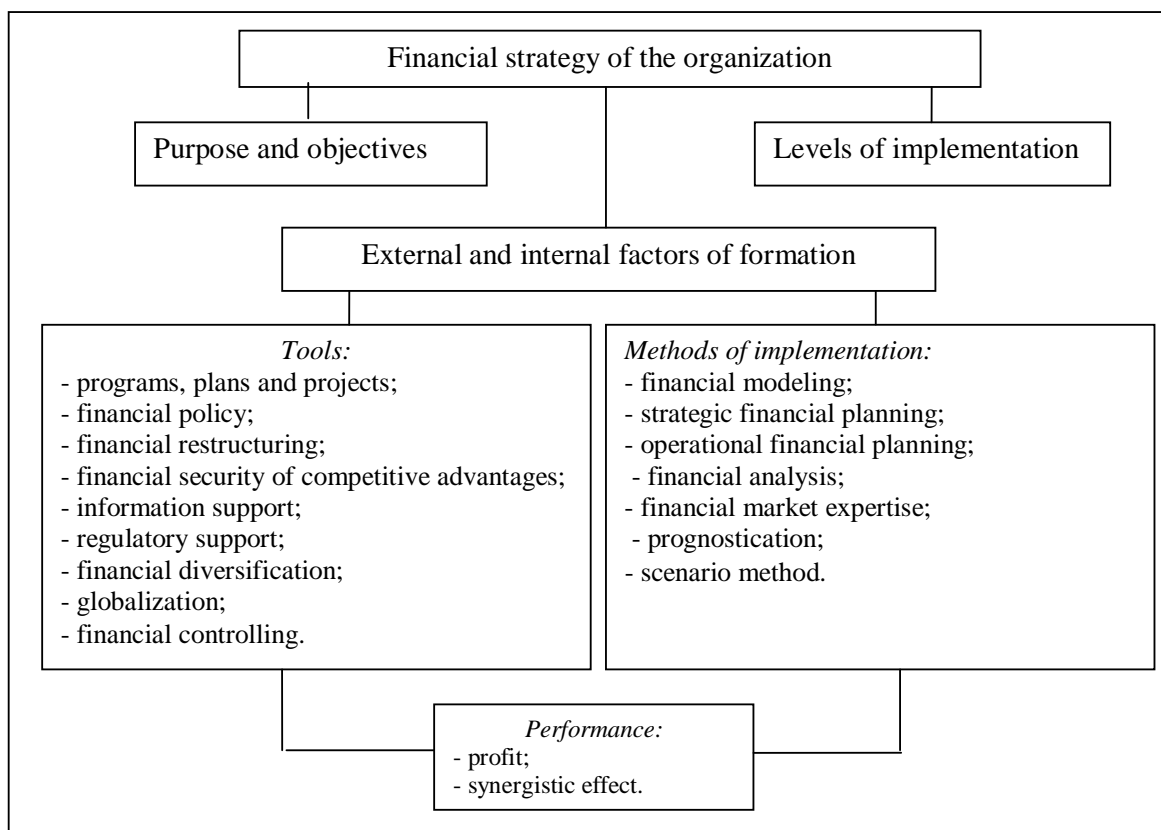 Financial strategy of the organization
Purpose and objectives
Levels of implementation
External and internal factors of formation
Tools:
- programs, plans and projects;
- financial policy;
- financial restructuring;
- financial security of competitive advantages;
- information support;
- regulatory support;
- financial diversification;
- globalization;
- financial controlling.
Methods of implementation:
- financial modeling;
- strategic financial planning;
- operational financial planning;
- financial analysis;
- financial market expertise;
- prognostication;
- scenario method.
Performance:
- profit;
- synergistic effect.